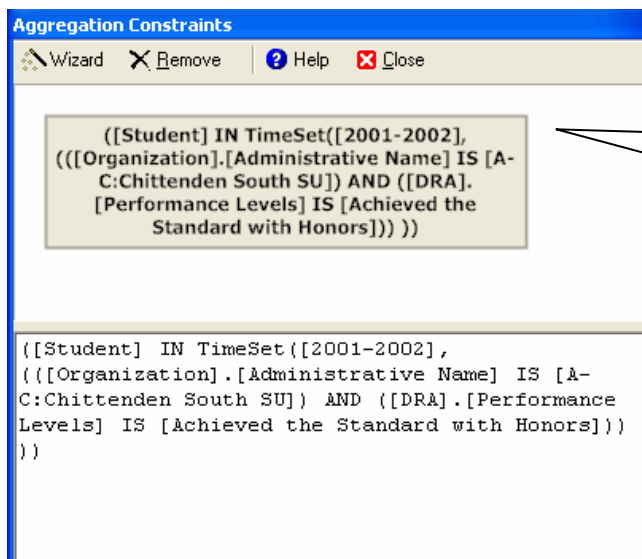 Aggregation Constraints
Wizard Remove Help Close
([Student] IN TimeSet([2001-2002],
(([Organization].[Administrative Name] IS [A-
C:Chittenden South SU]) AND ([DRA].
[Performance Levels] IS [Achieved the
Standard with Honors])) ))
([Student] IN TimeSet([2001-2002],
(([Organization].[Administrative Name] IS [A-
C:Chittenden South SU]) AND ([DRA].[Performance
Levels] IS [Achieved the Standard with Honors]))
))